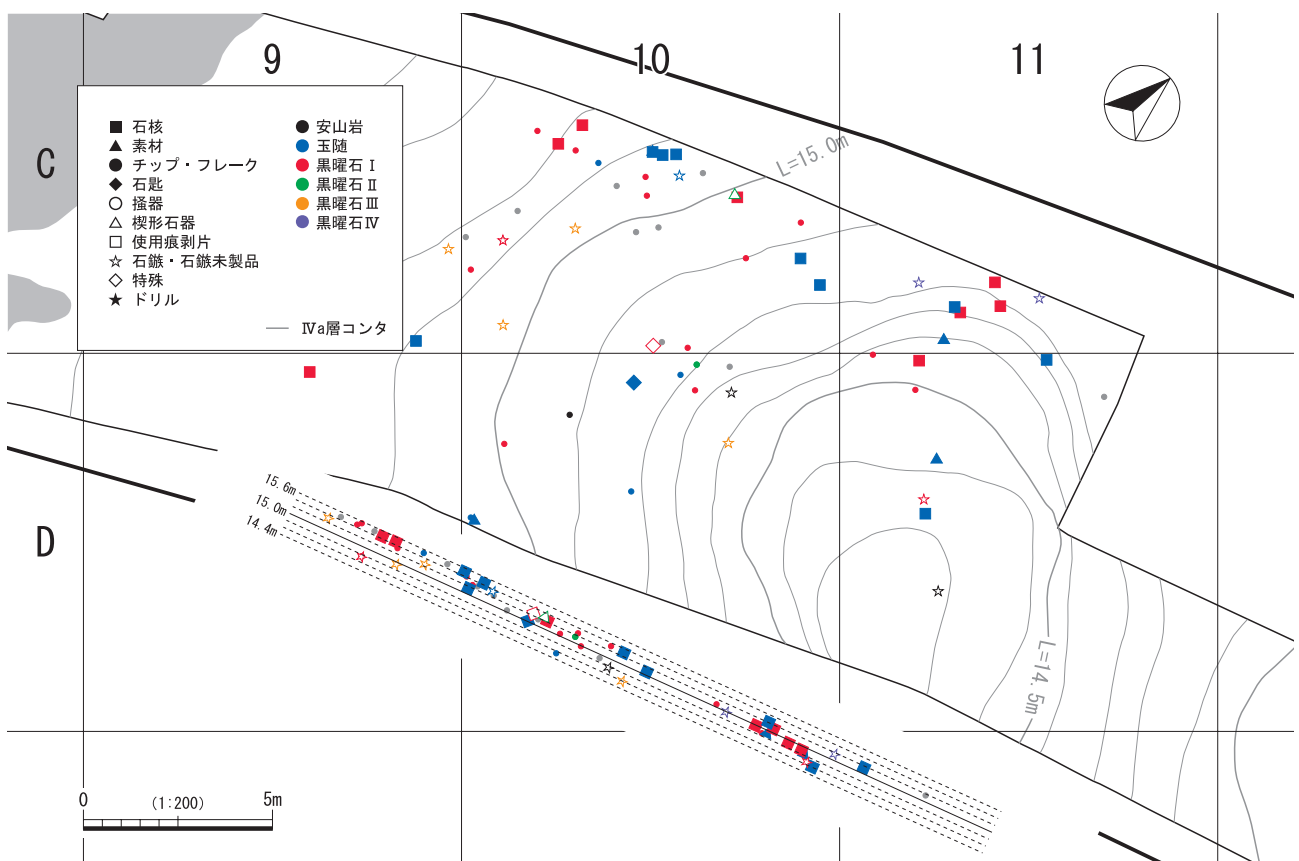 9
10
11
C
D
石核
素材
チップ・フレーク
石匙
掻器
楔形石器
使用痕剥片
石鏃・石鏃未製品
特殊
ドリル
安山岩
玉随
黒曜石Ⅰ
黒曜石Ⅱ
黒曜石Ⅲ
黒曜石Ⅳ
Ⅳa層コンタ
L=15.0m
L=14.5m
15.6m
15.0m
14.4m
0 (1:200) 5m